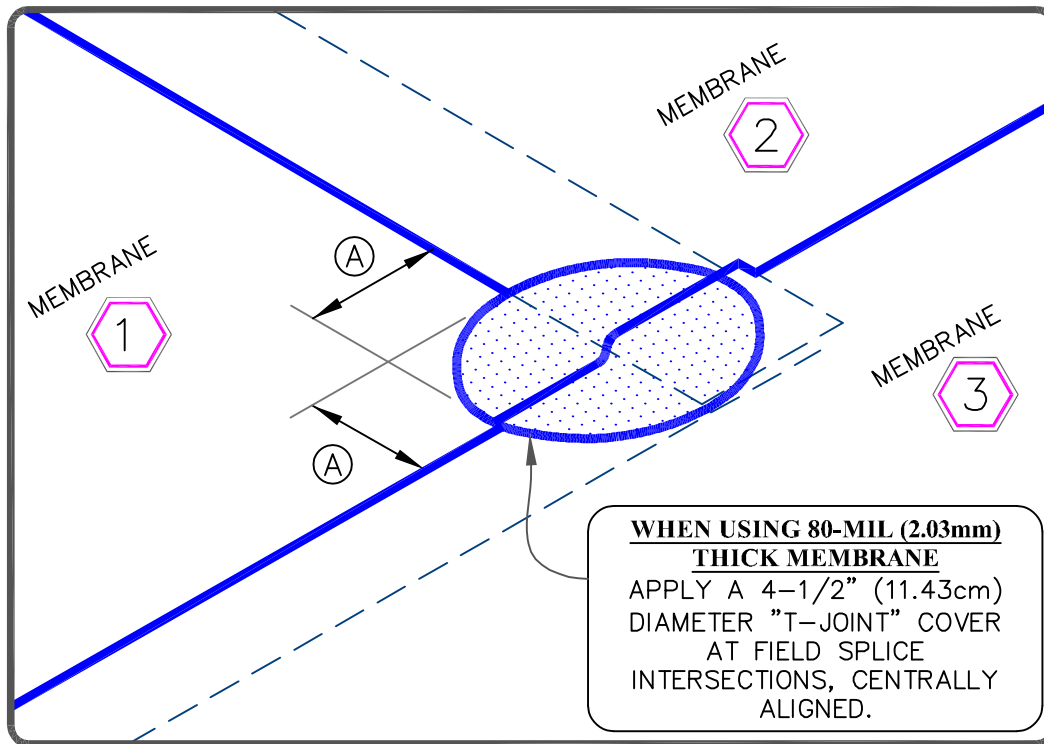 MEMBRANE
2
MEMBRANE
1
A
MEMBRANE
3
A
WHEN USING 80-MIL (2.03mm)
THICK MEMBRANE
APPLY A 4-1/2" (11.43cm)
DIAMETER "T-JOINT" COVER
AT FIELD SPLICE
INTERSECTIONS, CENTRALLY
ALIGNED.